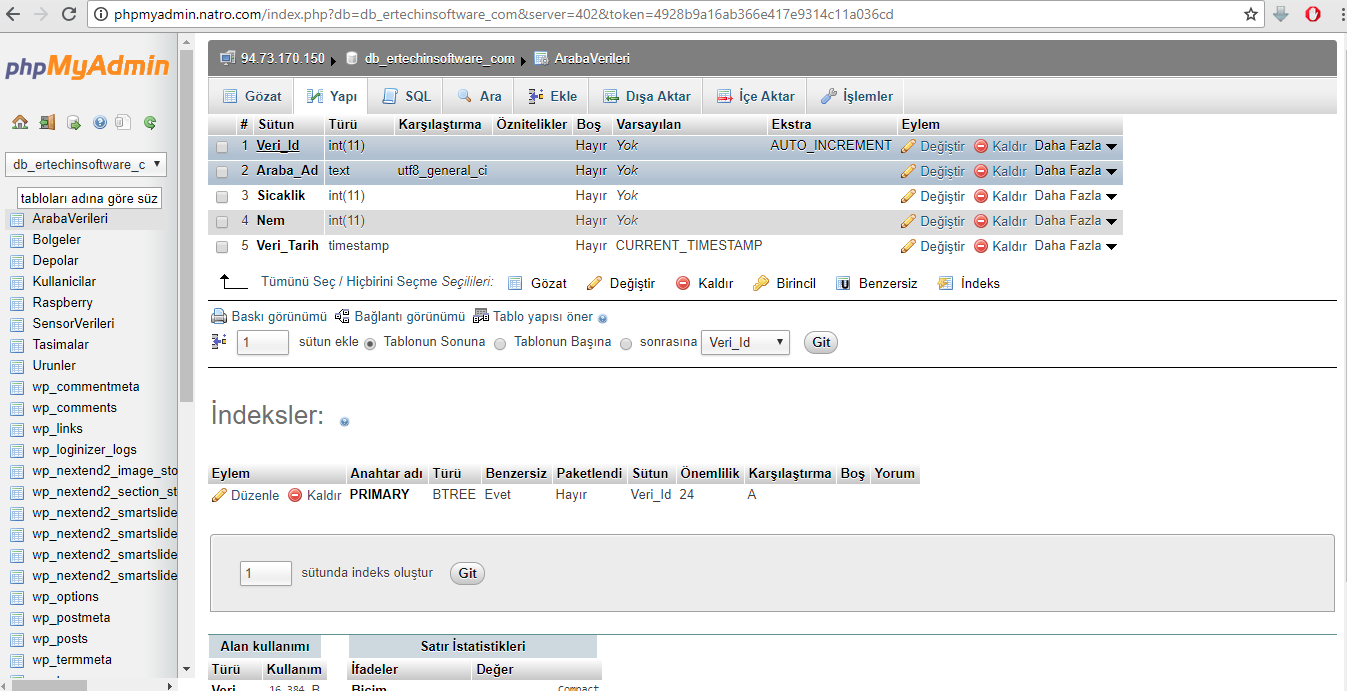 phpmyadmin.natro.com/index.php?db=db_ertechinsoftware_com&server=402&token=4928b9a16ab366e417e9314c11a036cd
phpMyAdmin
db_ertechinsoftware_c
tabloları adına göre süz
ArabaVerileri
Bolgeler
Depolar
Kullanicilar
Raspberry
SensorVerileri
Tasimalar
Urunler
wp_commentmeta
wp_comments
wp_links
wp_loginizer_logs
wp_nextend2_image_sto
wp_nextend2_section_st
wp_nextend2_smartslide
wp_nextend2_smartslide
wp_nextend2_smartslide
wp_nextend2_smartslide
wp_options
wp_postmeta
wp_posts
wp_termmeta
94.73.170.150 db_ertechinsoftware_com ArabaVerileri
Gözat Yapı SQL Ara Ekle Dışa Aktar İçe Aktar İşlemler
# Sütun Türü Karşılaştırma Öznitelikler Boş Varsayılan Ekstra Eylem
1 Veri_Id int(11) Hayır Yok AUTO_INCREMENT Değiştir Kaldır Daha Fazla
2 Araba_Ad text utf8_general_ci Hayır Yok Değiştir Kaldır Daha Fazla
3 Sicaklik int(11) Hayır Yok Değiştir Kaldır Daha Fazla
4 Nem int(11) Hayır Yok Değiştir Kaldır Daha Fazla
5 Veri_Tarih timestamp Hayır CURRENT_TIMESTAMP Değiştir Kaldır Daha Fazla
Tümünü Seç / Hiçbirini Seçme Seçilileri: Gözat Değiştir Kaldır Birincil U Benzersiz İndeks
Baskı görünümü Bağlantı görünümü Tablo yapısı öner
1 sütun ekle Tablonun Sonuna Tablonun Başına sonrasına Veri_Id Git
İndeksler:
Eylem Anahtar adı Türü Benzersiz Paketlendi Sütun Önemlilik Karşılaştırma Boş Yorum
Düzenle Kaldır PRIMARY BTREE Evet Hayır Veri_Id 24 A
1 sütunda indeks oluştur Git
Alan kullanımı Satır İstatistikleri
Türü Kullanım İfadeler Değer
Veri 16,384 B Biçim Compact